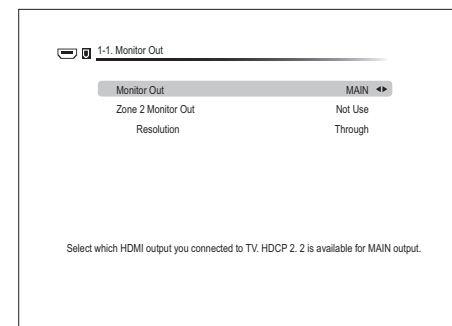 1-1. Monitor Out
Monitor Out MAIN
Zone 2 Monitor Out Not Use
Resolution Through
Select which HDMI output you connected to TV. HDCP 2. 2 is available for MAIN output.